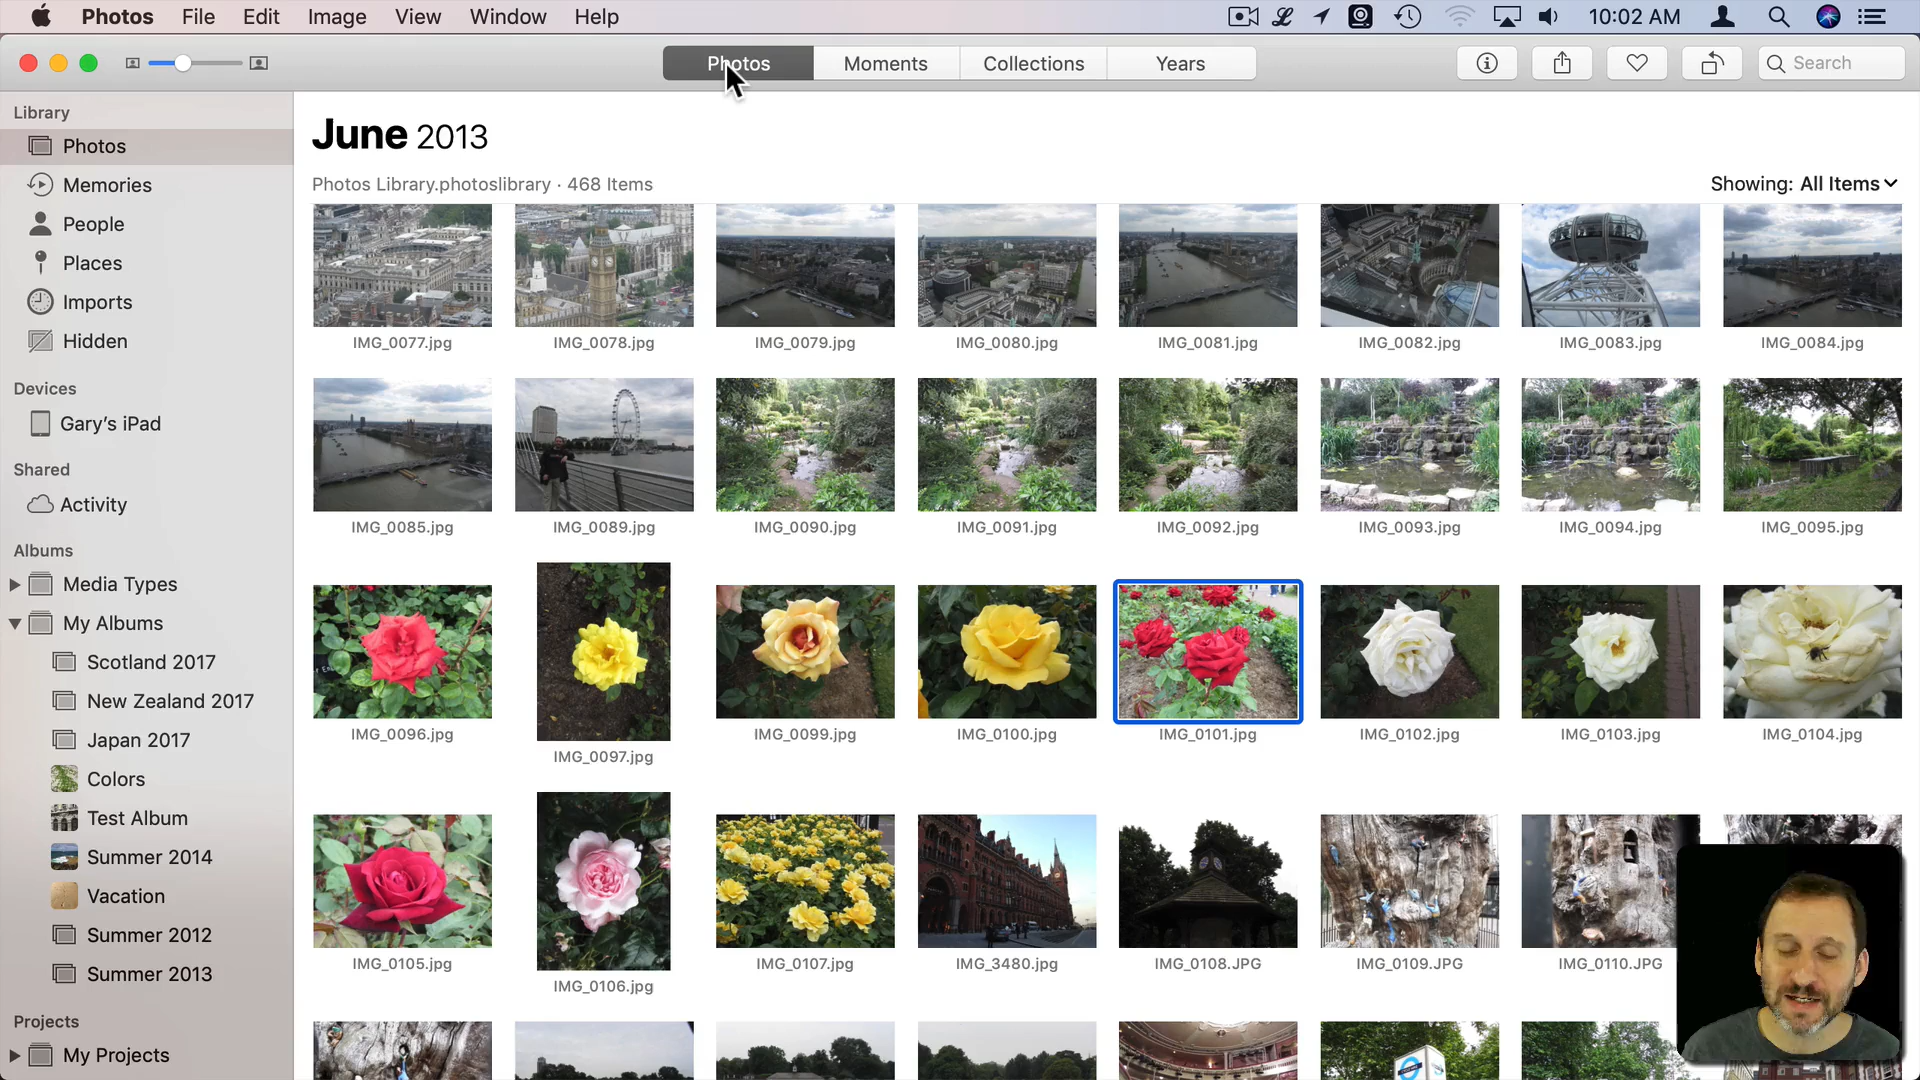 Photos File Edit Image View Window Help 10:02 AM
Photos Moments Collections Years Search
Library
Photos
Memories
People
Places
Imports
Hidden
Devices
Gary's iPad
Shared
Activity
Albums
Media Types
My Albums
Scotland 2017
New Zealand 2017
Japan 2017
Colors
Test Album
Summer 2014
Vacation
Summer 2012
Summer 2013
Projects
My Projects
June 2013
Photos Library.photoslibrary · 468 Items
Showing: All Items
IMG_0077.jpg IMG_0078.jpg IMG_0079.jpg IMG_0080.jpg IMG_0081.jpg IMG_0082.jpg IMG_0083.jpg IMG_0084.jpg
IMG_0085.jpg IMG_0089.jpg IMG_0090.jpg IMG_0091.jpg IMG_0092.jpg IMG_0093.jpg IMG_0094.jpg IMG_0095.jpg
IMG_0096.jpg IMG_0097.jpg IMG_0099.jpg IMG_0100.jpg IMG_0101.jpg IMG_0102.jpg IMG_0103.jpg IMG_0104.jpg
IMG_0105.jpg IMG_0106.jpg IMG_0107.jpg IMG_3480.jpg IMG_0108.JPG IMG_0109.JPG IMG_0110.JPG